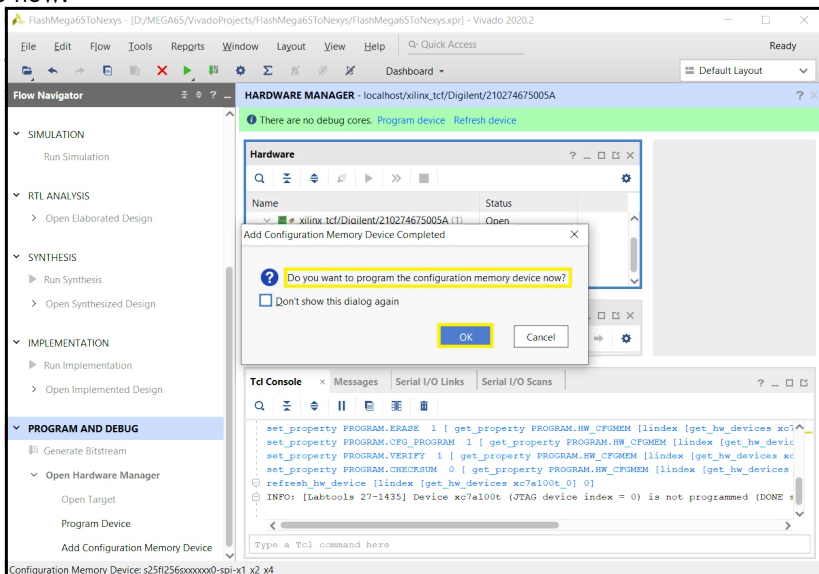 now.
FlashMega65ToNexys - [D:/MEGA65/VivadoProjects/FlashMega65ToNexys/FlashMega65ToNexys.xpr] - Vivado 2020.2
File Edit Flow Tools Reports Window Layout View Help Q- Quick Access Ready
Dashboard Default Layout
Flow Navigator
HARDWARE MANAGER - localhost/xilinx_tcf/Digilent/210274675005A
There are no debug cores. Program device Refresh device
SIMULATION
Run Simulation
RTL ANALYSIS
Open Elaborated Design
SYNTHESIS
Run Synthesis
Open Synthesized Design
IMPLEMENTATION
Run Implementation
Open Implemented Design
PROGRAM AND DEBUG
Generate Bitstream
Open Hardware Manager
Open Target
Program Device
Add Configuration Memory Device
Hardware
Name Status
xilinx_tcf/Digilent/210274675005A (1) Open
Add Configuration Memory Device Completed
Do you want to program the configuration memory device now?
Don't show this dialog again
OK Cancel
Tcl Console Messages Serial I/O Links Serial I/O Scans
set_property PROGRAM.ERASE 1 [ get_property PROGRAM.HW_CFGMEM [lindex [get_hw_devices xc7
set_property PROGRAM.CFG_PROGRAM 1 [ get_property PROGRAM.HW_CFGMEM [lindex [get_hw_devic
set_property PROGRAM.VERIFY 1 [ get_property PROGRAM.HW_CFGMEM [lindex [get_hw_devices xc
set_property PROGRAM.CHECKSUM 0 [ get_property PROGRAM.HW_CFGMEM [lindex [get_hw_devices
refresh_hw_device [lindex [get_hw_devices xc7a100t_0] 0]
INFO: [Labtools 27-1435] Device xc7a100t (JTAG device index = 0) is not programmed (DONE s
Type a Tcl command here
Configuration Memory Device: s25fl256sxxxxxx0-spi-x1_x2_x4